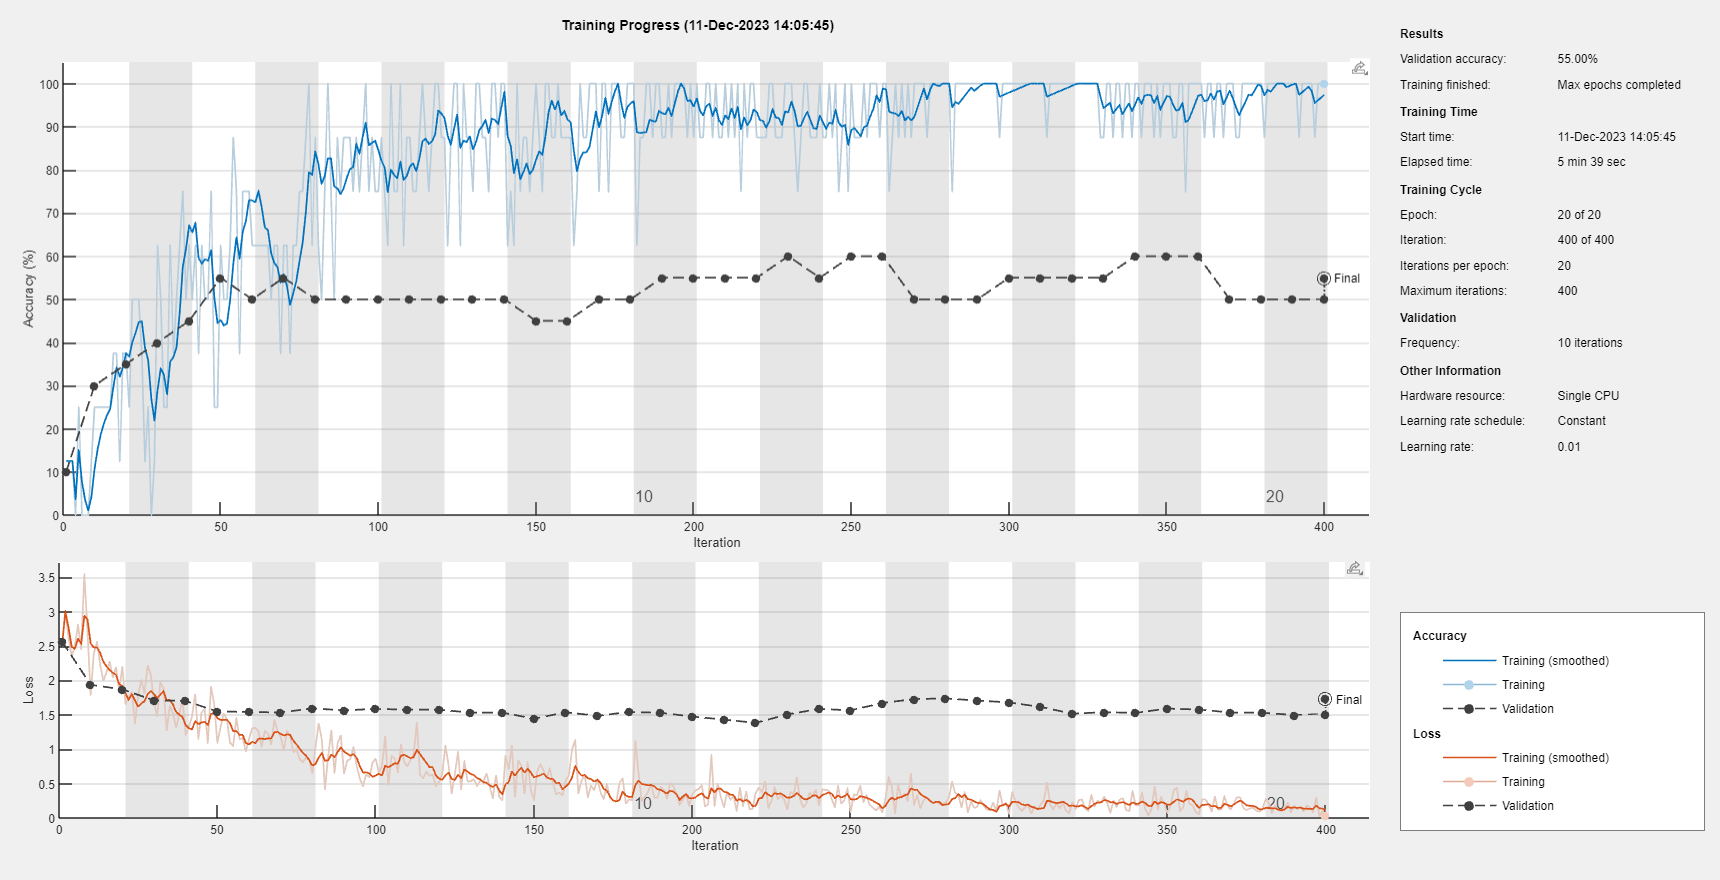 Training Progress (11-Dec-2023 14:05:45)
Accuracy (%)
100
90
80
70
60
50
40
30
20
10
0
Final
10
20
0 50 100 150 200 250 300 350 400
Iteration
Loss
3.5
3
2.5
2
1.5
1
0.5
0
Final
10
20
0 50 100 150 200 250 300 350 400
Iteration
Results
Validation accuracy: 55.00%
Training finished: Max epochs completed
Training Time
Start time: 11-Dec-2023 14:05:45
Elapsed time: 5 min 39 sec
Training Cycle
Epoch: 20 of 20
Iteration: 400 of 400
Iterations per epoch: 20
Maximum iterations: 400
Validation
Frequency: 10 iterations
Other Information
Hardware resource: Single CPU
Learning rate schedule: Constant
Learning rate: 0.01
Accuracy
Training (smoothed)
Training
Validation
Loss
Training (smoothed)
Training
Validation